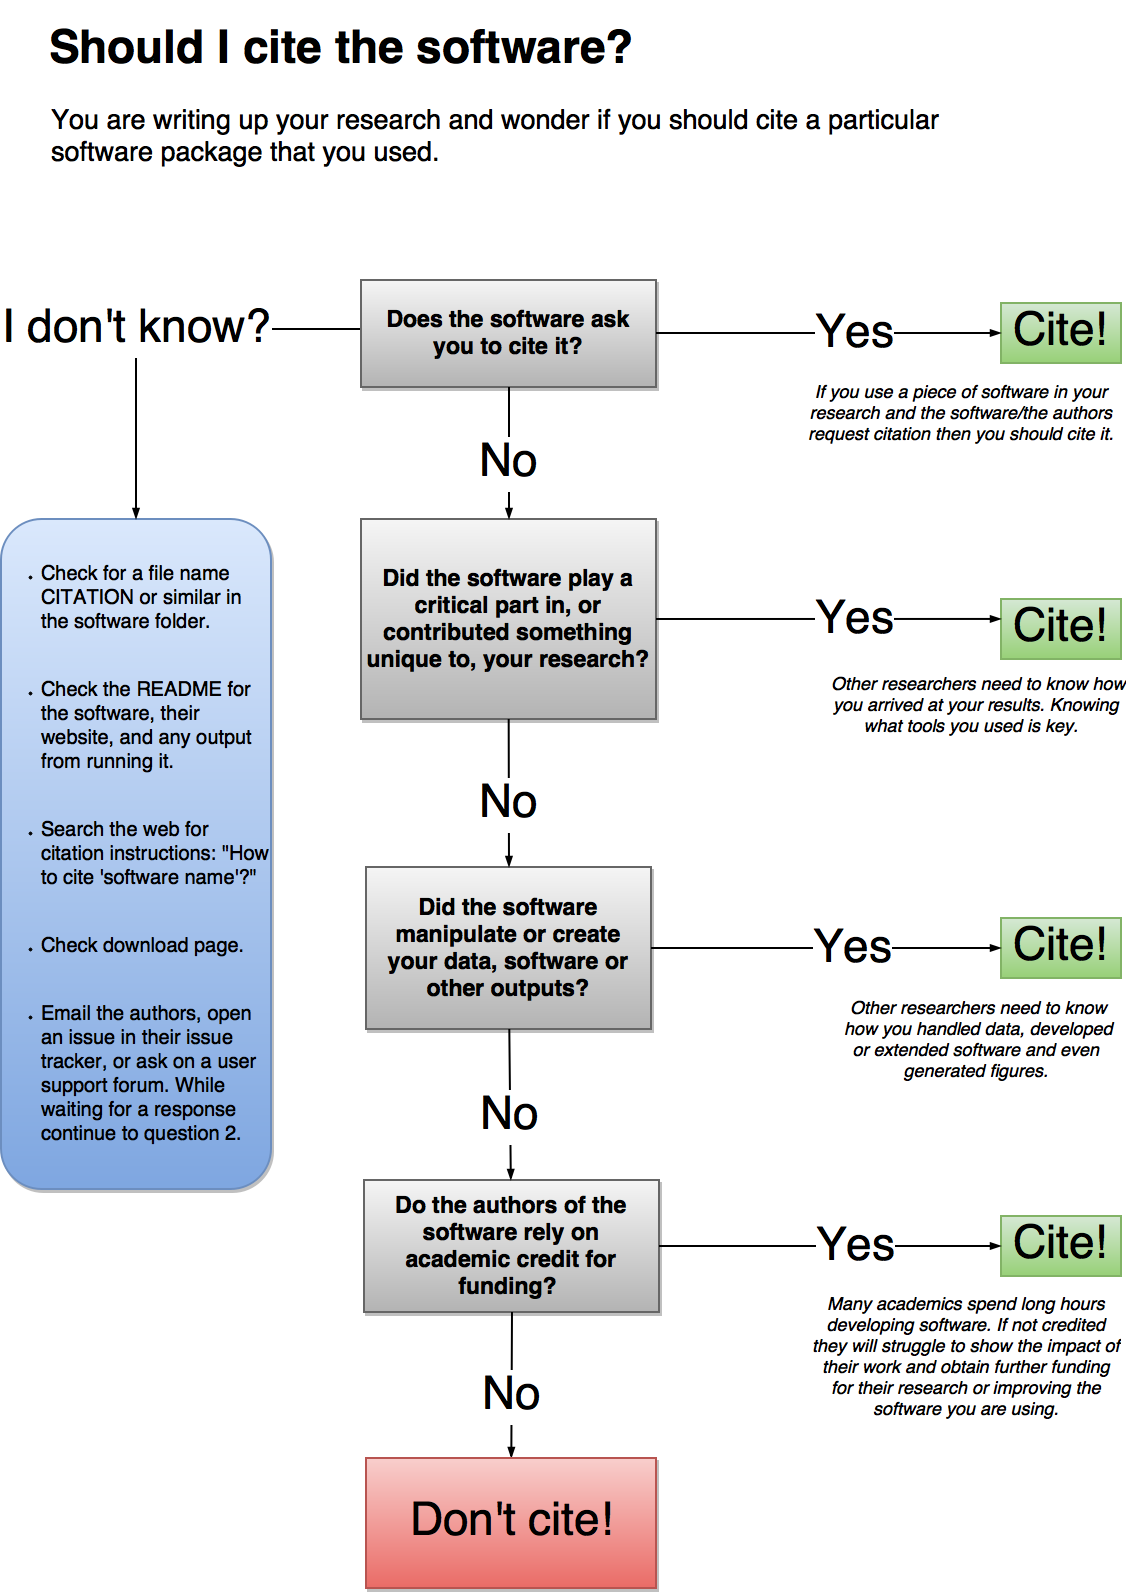 Should I cite the software?
You are writing up your research and wonder if you should cite a particular
software package that you used.
I don't know?
Does the software ask
you to cite it?
Yes
Cite!
If you use a piece of software in your
research and the software/the authors
request citation then you should cite it.
No
• Check for a file name
CITATION or similar in
the software folder.
• Check the README for
the software, their
website, and any output
from running it.
• Search the web for
citation instructions: "How
to cite 'software name'?"
• Check download page.
• Email the authors, open
an issue in their issue
tracker, or ask on a user
support forum. While
waiting for a response
continue to question 2.
Did the software play a
critical part in, or
contributed something
unique to, your research?
Yes
Cite!
Other researchers need to know how
you arrived at your results. Knowing
what tools you used is key.
No
Did the software
manipulate or create
your data, software or
other outputs?
Yes
Cite!
Other researchers need to know
how you handled data, developed
or extended software and even
generated figures.
No
Do the authors of the
software rely on
academic credit for
funding?
Yes
Cite!
Many academics spend long hours
developing software. If not credited
they will struggle to show the impact of
their work and obtain further funding
for their research or improving the
software you are using.
No
Don't cite!